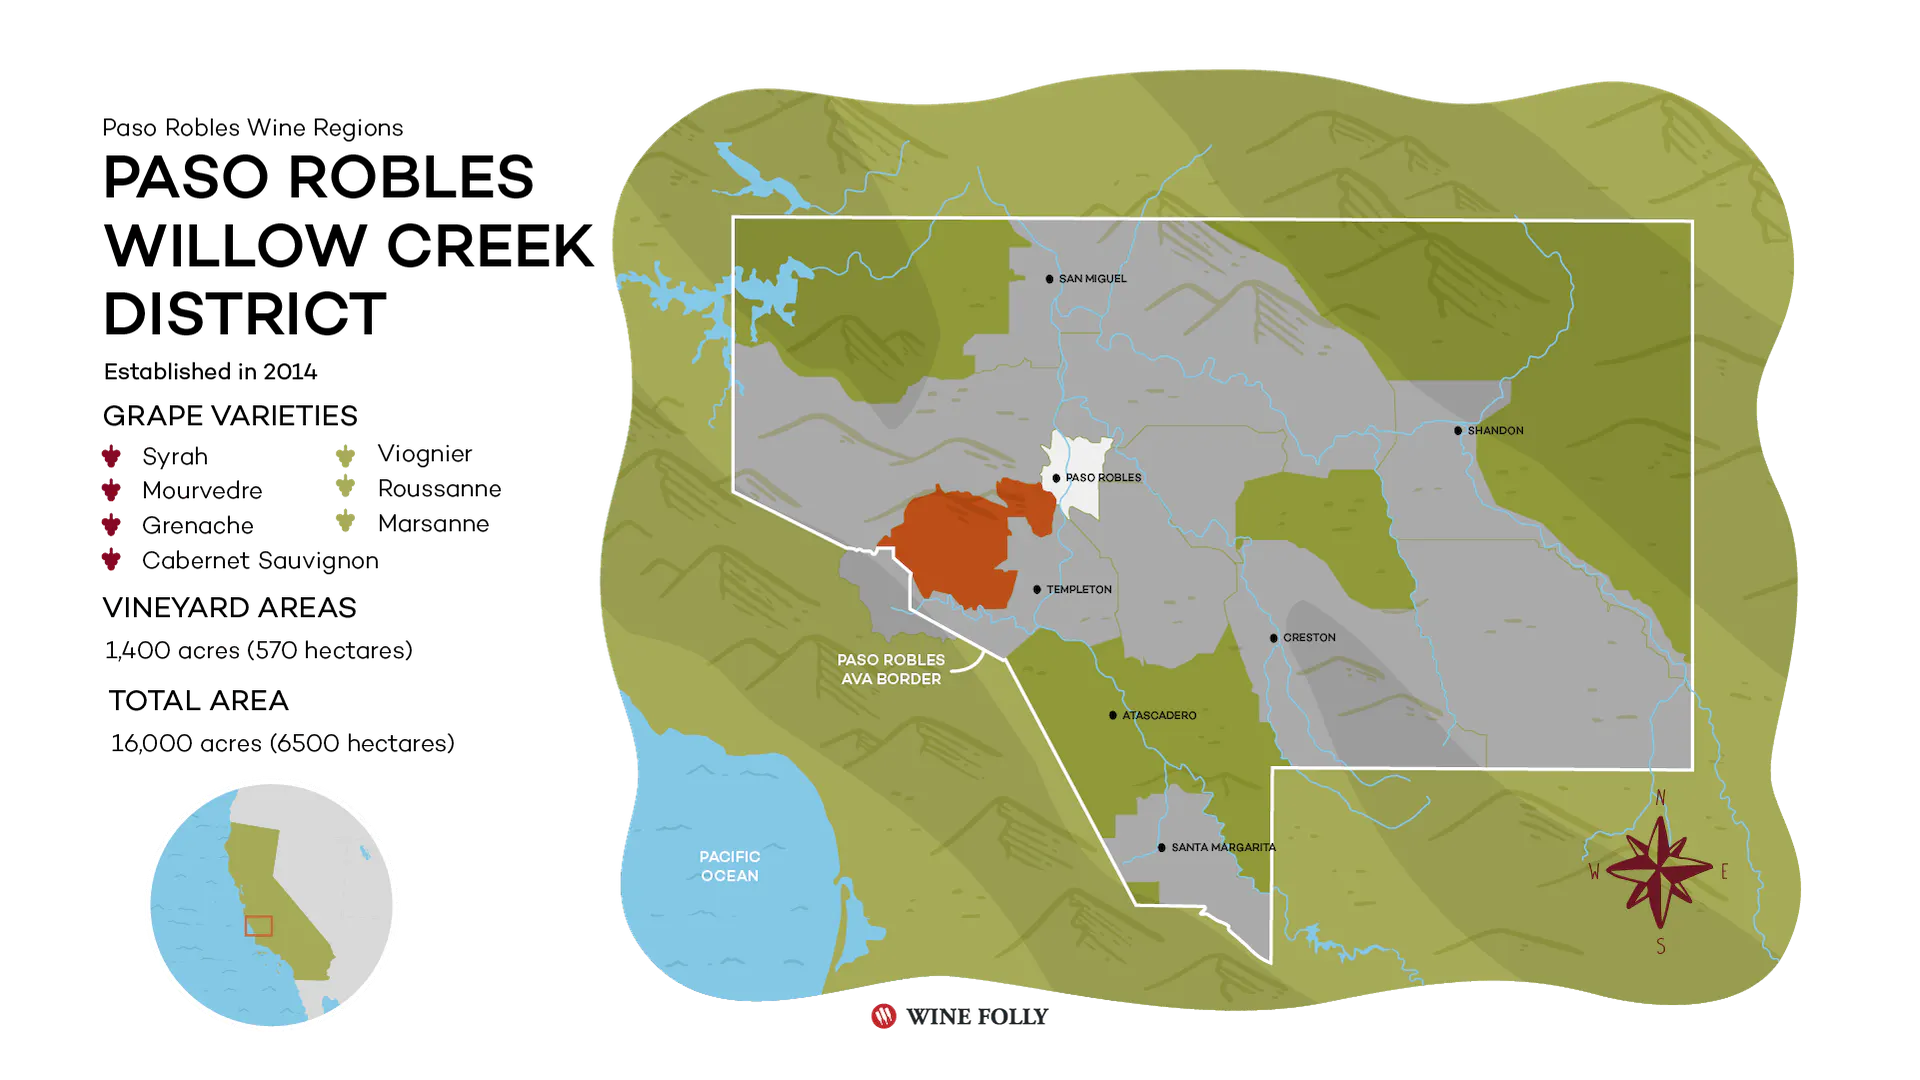 Paso Robles Wine Regions
PASO ROBLES
WILLOW CREEK
DISTRICT
Established in 2014
GRAPE VARIETIES
Syrah
Mourvedre
Grenache
Cabernet Sauvignon
Viognier
Roussanne
Marsanne
VINEYARD AREAS
1,400 acres (570 hectares)
TOTAL AREA
16,000 acres (6500 hectares)
SAN MIGUEL
SHANDON
PASO ROBLES
TEMPLETON
CRESTON
PASO ROBLES
AVA BORDER
ATASCADERO
SANTA MARGARITA
PACIFIC
OCEAN
N
W
E
S
WINE FOLLY